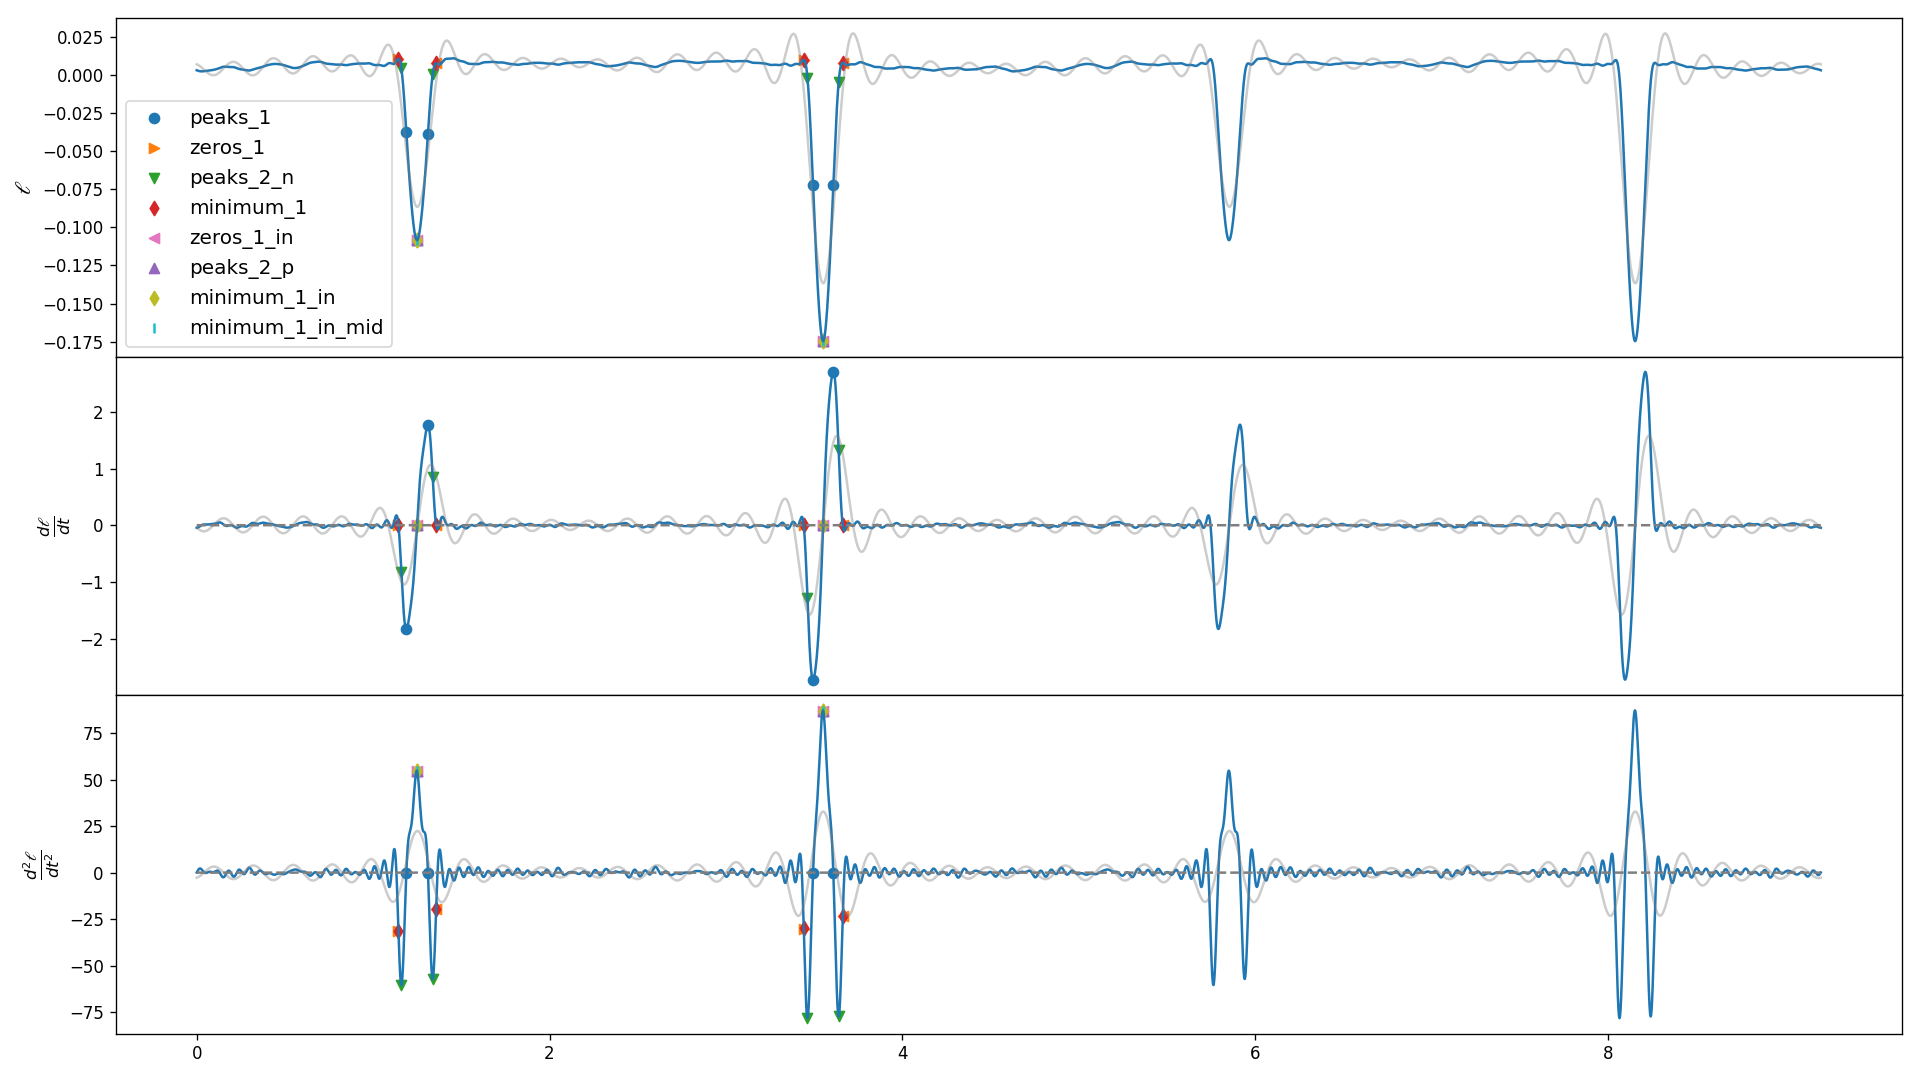 0.025
0.000
−0.025
−0.050
−0.075
−0.100
−0.125
−0.150
−0.175
ℓ
peaks_1
zeros_1
peaks_2_n
minimum_1
zeros_1_in
peaks_2_p
minimum_1_in
minimum_1_in_mid
2
1
0
−1
−2
dℓ
dt
75
50
25
0
−25
−50
−75
d²ℓ
dt²
0 2 4 6 8